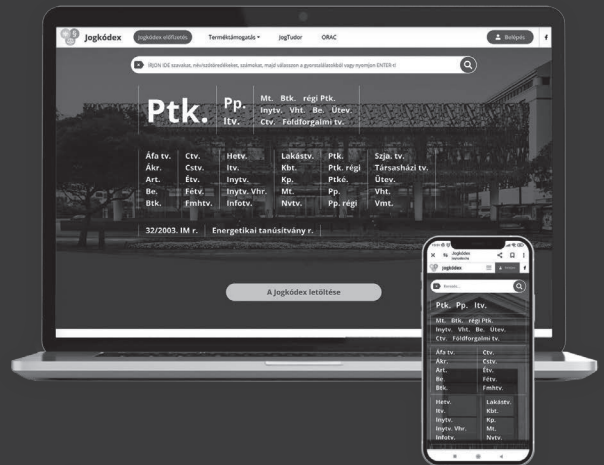 Jogkódex
Jogkódex előfizetés
Terméktámogatás
JogTudor
ORAC
Belépés
f
ÍRJON IDE szavakat, név/szótöredékeket, számokat, majd válasszon a gyorstalálatokból vagy nyomjon ENTER-t!
Ptk.
Pp.
Itv.
Mt. Btk. régi Ptk.
Inytv. Vht. Be. Ütev.
Ctv. Földforgalmi tv.
Áfa tv. Ctv. Hetv. Lakástv. Ptk. Szja. tv.
Ákr. Cstv. Itv. Kbt. Ptk. régi Társasházi tv.
Art. Étv. Inytv. Kp. Ptké. Ütev.
Be. Fétv. Inytv. Vhr. Mt. Pp. Vht.
Btk. Fmhtv. Infotv. Nvtv. Pp. régi Vmt.
32/2003. IM r. Energetikai tanúsítvány r.
A Jogkódex letöltése
Jogkódex
Jogkódex
f
Keresés...
Ptk. Pp. Itv.
Mt. Btk. régi Ptk.
Inytv. Vht. Be. Ütev.
Ctv. Földforgalmi tv.
Áfa tv. Ctv.
Ákr. Cstv.
Art. Étv.
Be. Fétv.
Btk. Fmhtv.
Hetv. Lakástv.
Itv. Kbt.
Inytv. Kp.
Inytv. Vhr. Mt.
Infotv. Nvtv.